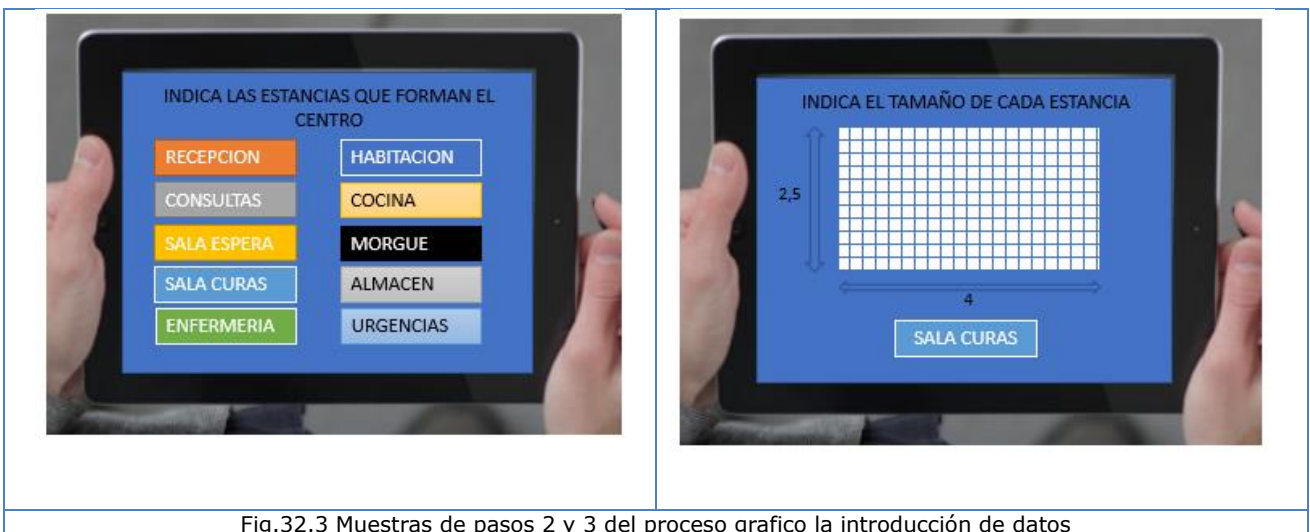 INDICA LAS ESTANCIAS QUE FORMAN EL
CENTRO
RECEPCION
HABITACION
CONSULTAS
COCINA
SALA ESPERA
MORGUE
SALA CURAS
ALMACEN
ENFERMERIA
URGENCIAS
INDICA EL TAMAÑO DE CADA ESTANCIA
2,5
4
SALA CURAS
Fig.32.3 Muestras de pasos 2 y 3 del proceso grafico la introducción de datos